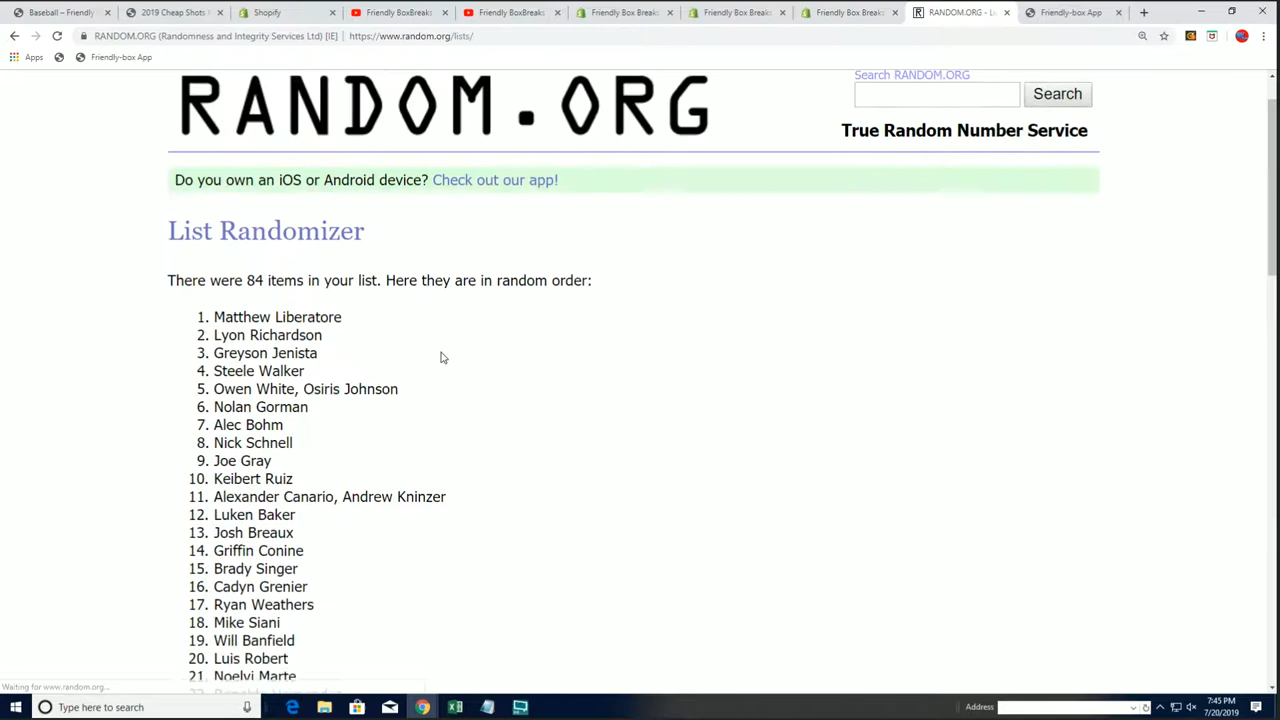 Baseball – Friendly
2019 Cheap Shots
Shopify
Friendly BoxBreaks
Friendly BoxBreaks
Friendly Box Breaks
Friendly Box Breaks
Friendly Box Breaks
RANDOM.ORG - Li
Friendly-box App
RANDOM.ORG (Randomness and Integrity Services Ltd) [IE] | https://www.random.org/lists/
Apps
Friendly-box App
RANDOM.ORG
Search RANDOM.ORG
Search
True Random Number Service
Do you own an iOS or Android device? Check out our app!
List Randomizer
There were 84 items in your list. Here they are in random order:
1. Matthew Liberatore
2. Lyon Richardson
3. Greyson Jenista
4. Steele Walker
5. Owen White, Osiris Johnson
6. Nolan Gorman
7. Alec Bohm
8. Nick Schnell
9. Joe Gray
10. Keibert Ruiz
11. Alexander Canario, Andrew Kninzer
12. Luken Baker
13. Josh Breaux
14. Griffin Conine
15. Brady Singer
16. Cadyn Grenier
17. Ryan Weathers
18. Mike Siani
19. Will Banfield
20. Luis Robert
21. Noelvi Marte
Waiting for www.random.org...
Type here to search
Address
7:45 PM
7/20/2019